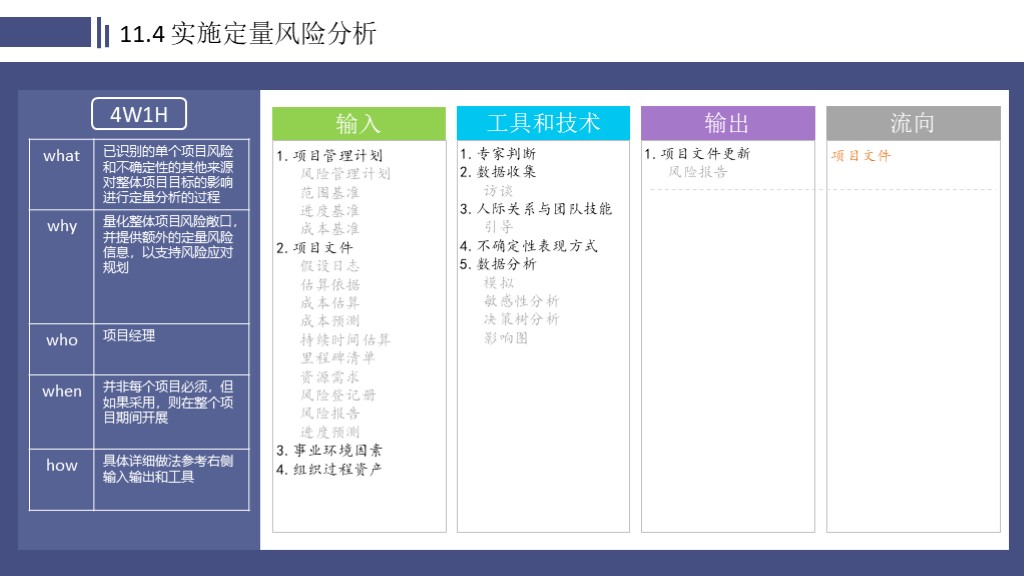 11.4 实施定量风险分析
4W1H
what
已识别的单个项目风险
和不确定性的其他来源
对整体项目目标的影响
进行定量分析的过程
why
量化整体项目风险敞口，
并提供额外的定量风险
信息，以支持风险应对
规划
who
项目经理
when
并非每个项目必须，但
如果采用，则在整个项
目期间开展
how
具体详细做法参考右侧
输入输出和工具
输入
1. 项目管理计划
风险管理计划
范围基准
进度基准
成本基准
2. 项目文件
假设日志
估算依据
成本估算
成本预测
持续时间估算
里程碑清单
资源需求
风险登记册
风险报告
进度预测
3. 事业环境因素
4. 组织过程资产
工具和技术
1. 专家判断
2. 数据收集
访谈
3. 人际关系与团队技能
引导
4. 不确定性表现方式
5. 数据分析
模拟
敏感性分析
决策树分析
影响图
输出
1. 项目文件更新
风险报告
流向
项目文件